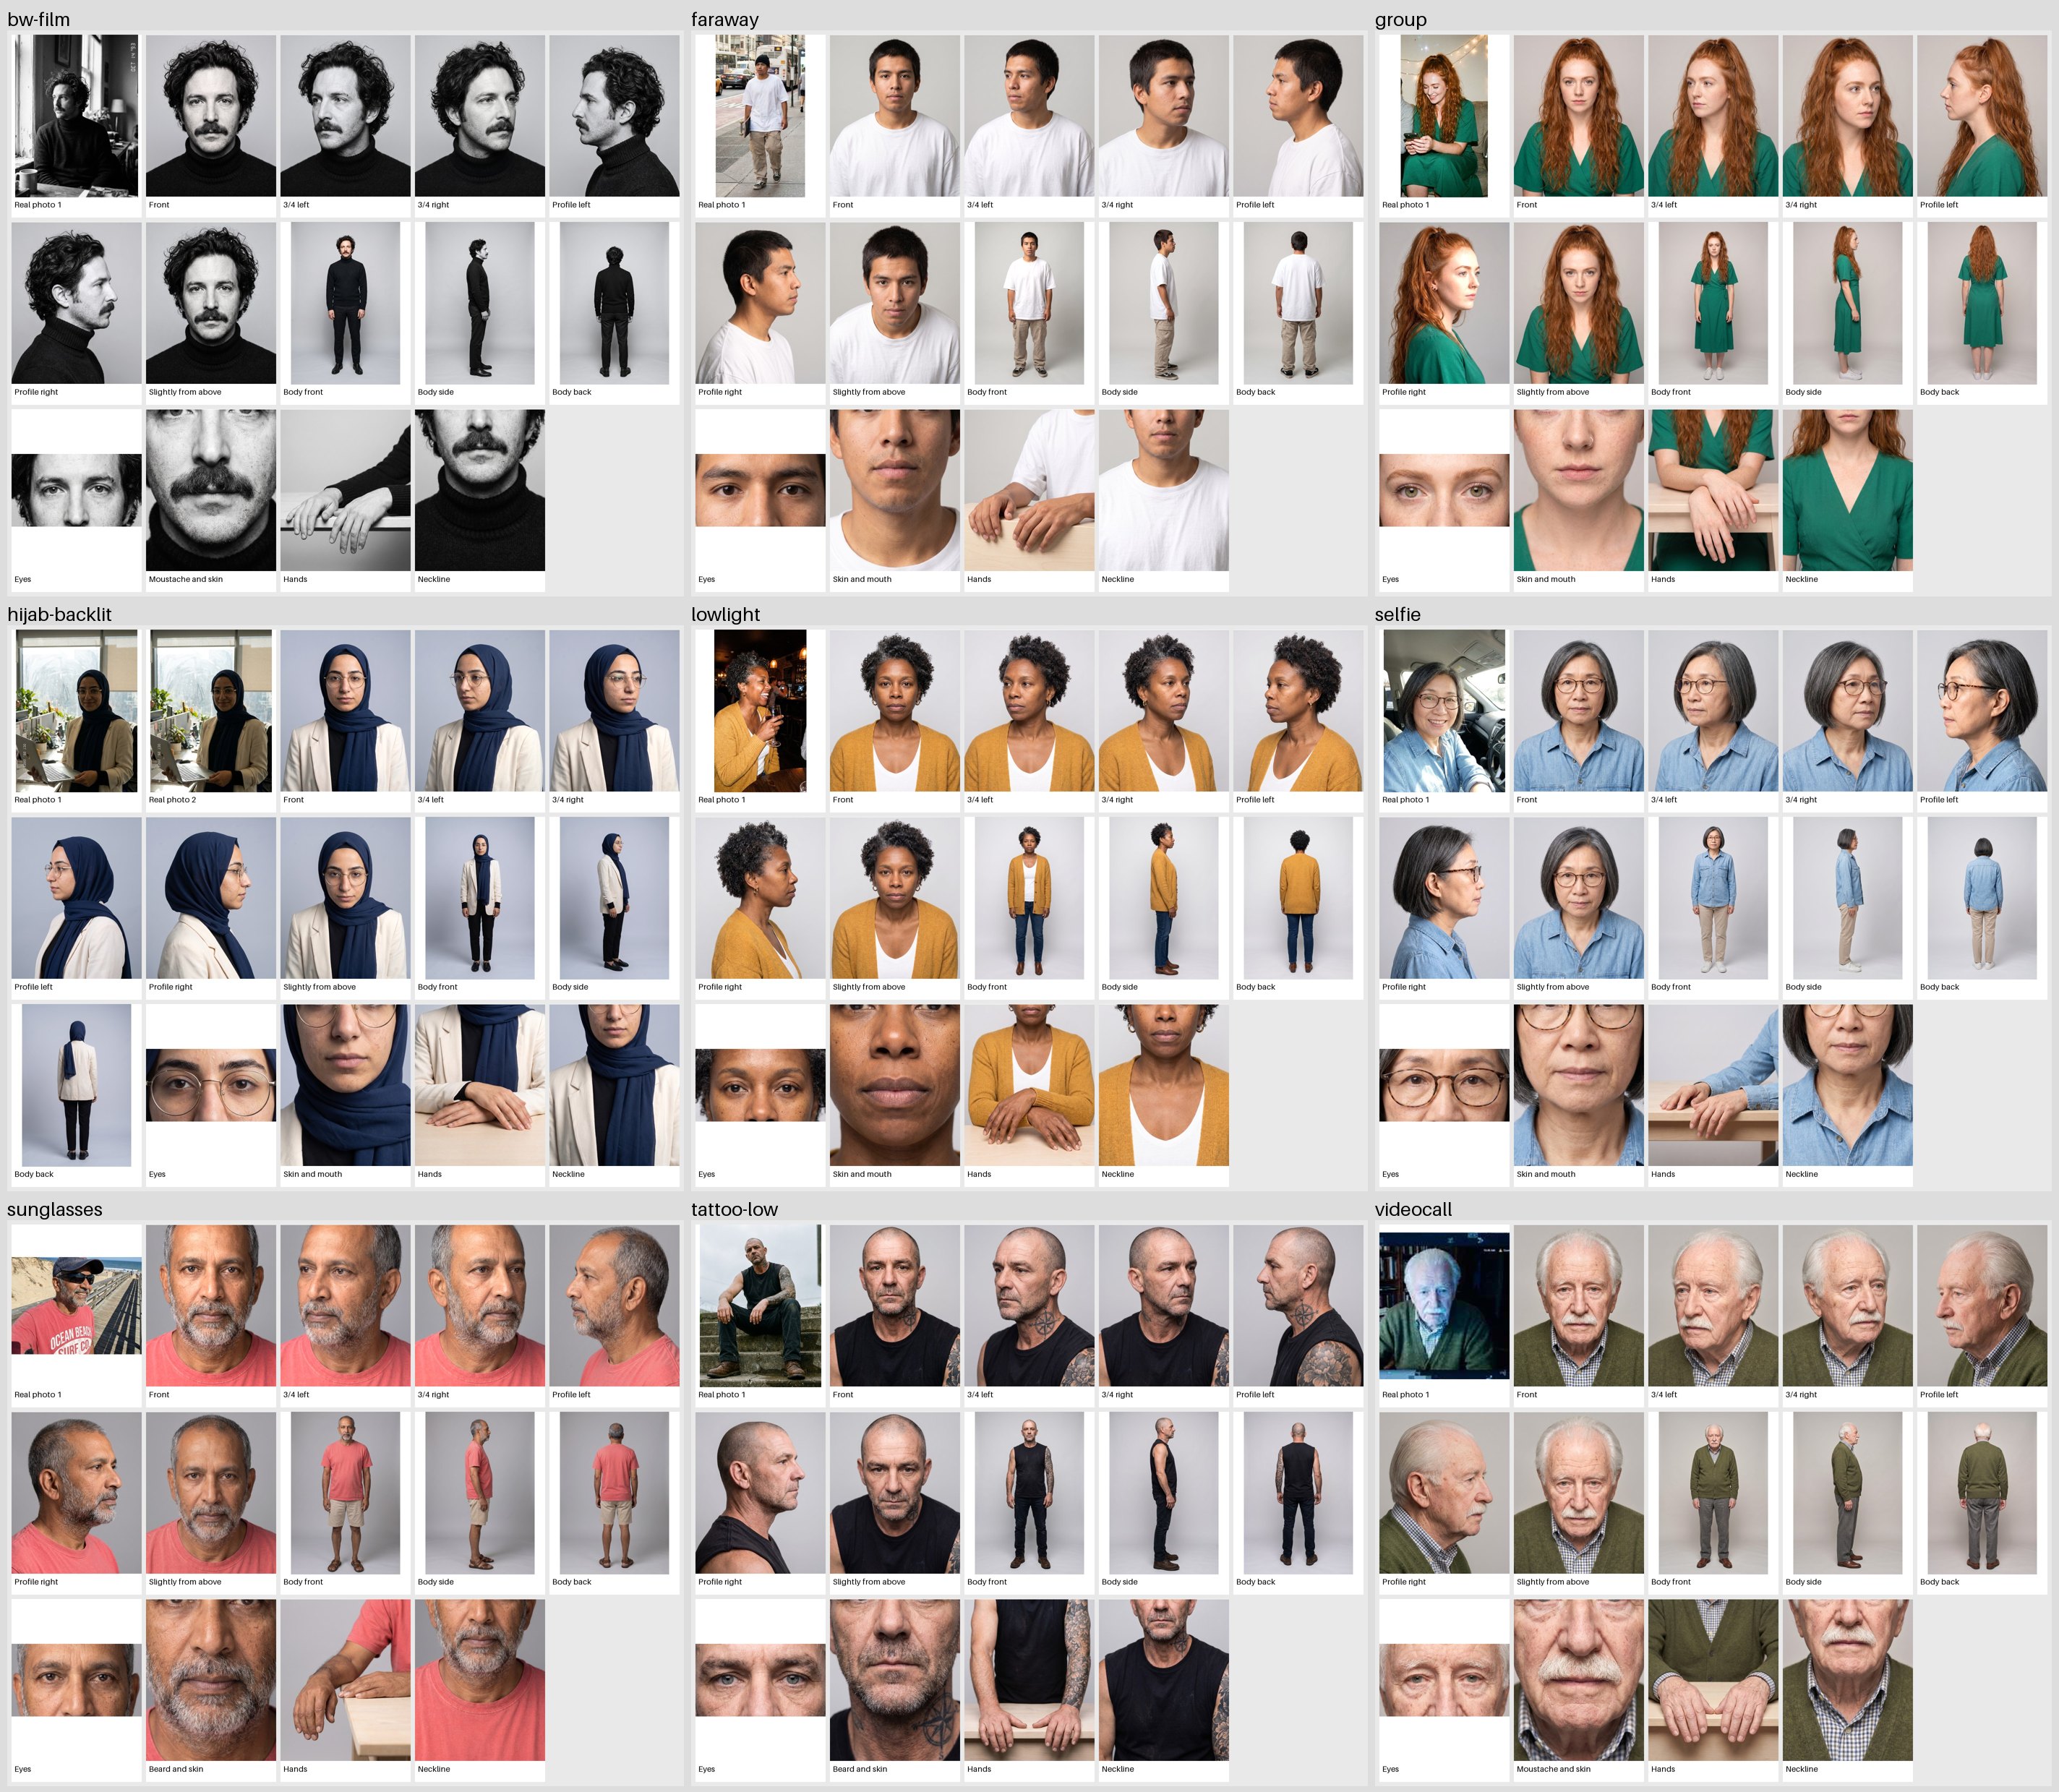 bw-film
Real photo 1
Front
3/4 left
3/4 right
Profile left
Profile right
Slightly from above
Body front
Body side
Body back
Eyes
Moustache and skin
Hands
Neckline
faraway
Real photo 1
Front
3/4 left
3/4 right
Profile left
Profile right
Slightly from above
Body front
Body side
Body back
Eyes
Skin and mouth
Hands
Neckline
group
Real photo 1
Front
3/4 left
3/4 right
Profile left
Profile right
Slightly from above
Body front
Body side
Body back
Eyes
Skin and mouth
Hands
Neckline
hijab-backlit
Real photo 1
Real photo 2
Front
3/4 left
3/4 right
Profile left
Profile right
Slightly from above
Body front
Body side
Body back
Eyes
Skin and mouth
Hands
Neckline
lowlight
Real photo 1
Front
3/4 left
3/4 right
Profile left
Profile right
Slightly from above
Body front
Body side
Body back
Eyes
Skin and mouth
Hands
Neckline
selfie
Real photo 1
Front
3/4 left
3/4 right
Profile left
Profile right
Slightly from above
Body front
Body side
Body back
Eyes
Skin and mouth
Hands
Neckline
sunglasses
OCEAN BEACH
SURF CO.
Real photo 1
Front
3/4 left
3/4 right
Profile left
Profile right
Slightly from above
Body front
Body side
Body back
Eyes
Beard and skin
Hands
Neckline
tattoo-low
Real photo 1
Front
3/4 left
3/4 right
Profile left
Profile right
Slightly from above
Body front
Body side
Body back
Eyes
Beard and skin
Hands
Neckline
videocall
Real photo 1
Front
3/4 left
3/4 right
Profile left
Profile right
Slightly from above
Body front
Body side
Body back
Eyes
Moustache and skin
Hands
Neckline